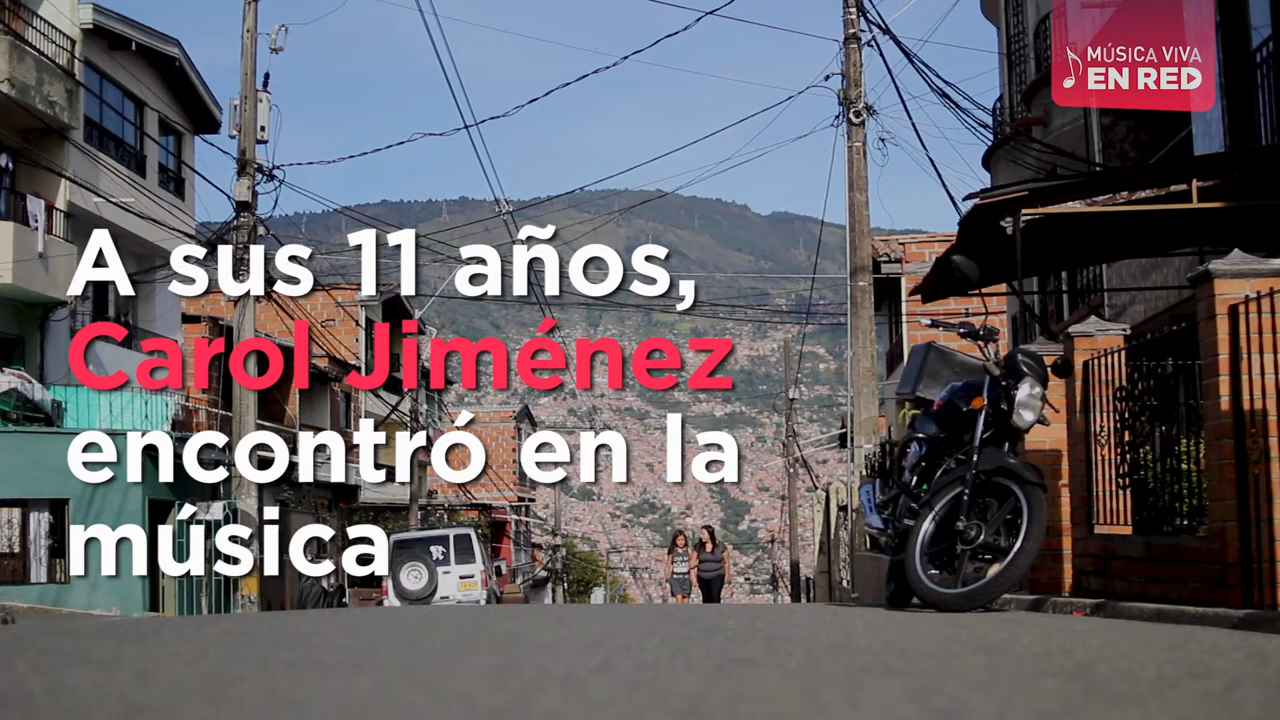 MÚSICA VIVA
EN RED
A sus 11 años,
Carol Jiménez
encontró en la
música